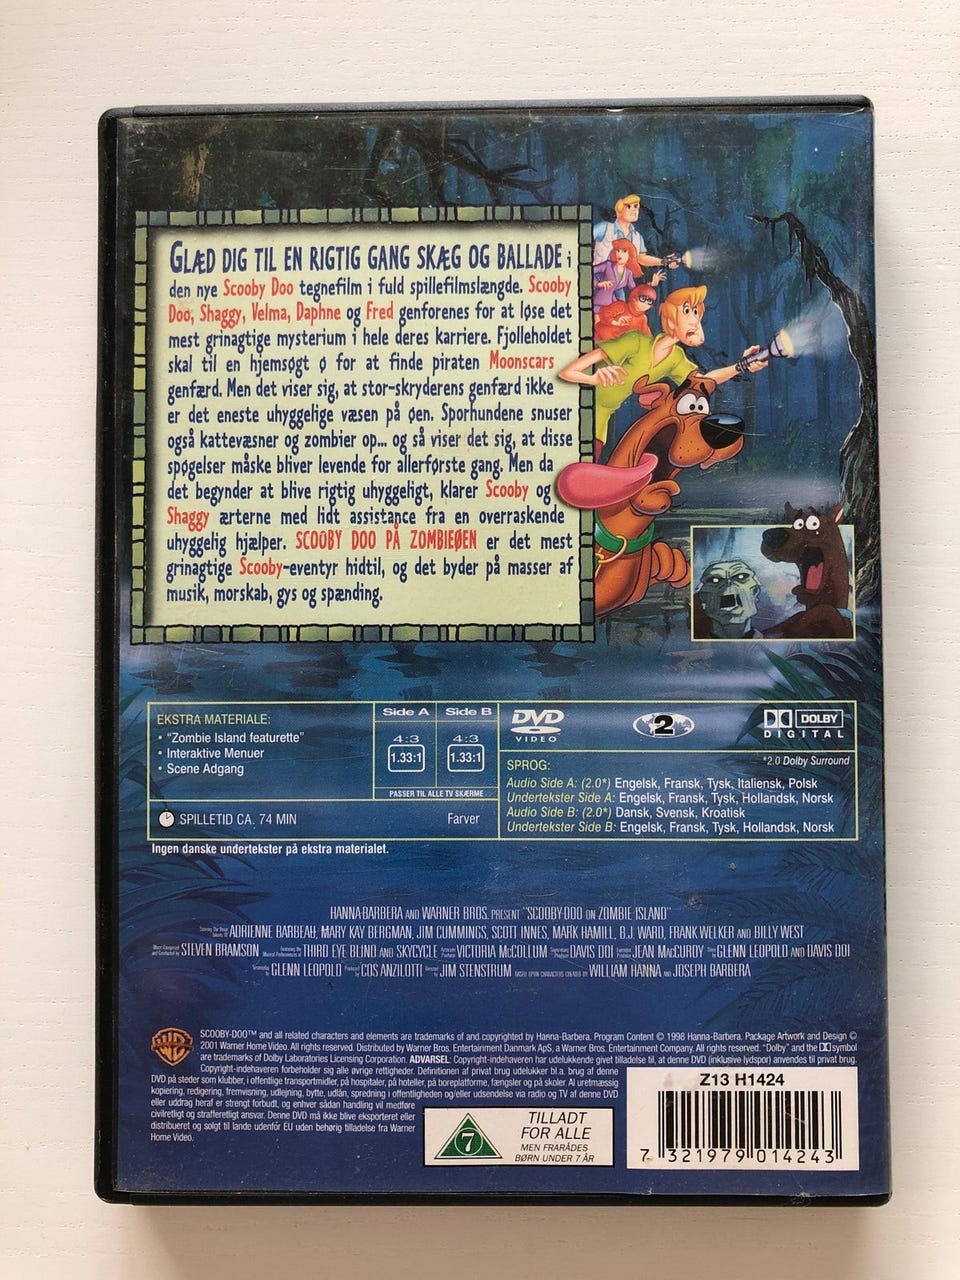 GLÆD DIG TIL EN RIGTIG GANG SKÆG OG BALLADE i
den nye Scooby Doo tegnefilm i fuld spillefilmslængde. Scooby
Doo, Shaggy, Velma, Daphne og Fred genforenes for at løse det
mest grinagtige mysterium i hele deres karriere. Fjolleholdet
skal til en hjemsøgt ø for at finde piraten Moonscars
genfærd. Men det viser sig, at stor-skryderens genfærd ikke
er det eneste uhyggelige væsen på øen. Sporhundene snuser
også kattevæsner og zombier op... og så viser det sig, at disse
spøgelser måske bliver levende for allerførste gang. Men da
det begynder at blive rigtig uhyggeligt, klarer Scooby og
Shaggy ærterne med lidt assistance fra en overraskende
uhyggelig hjælper. SCOOBY DOO PÅ ZOMBIEØEN er det mest
grinagtige Scooby-eventyr hidtil, og det byder på masser af
musik, morskab, gys og spænding.
EKSTRA MATERIALE:
• "Zombie Island featurette"
• Interaktive Menuer
• Scene Adgang
Side A Side B
4:3 4:3
1.33:1 1.33:1
PASSER TIL ALLE TV SKÆRME
SPILLETID CA. 74 MIN Farver
DVD VIDEO
2
DOLBY DIGITAL
*2.0 Dolby Surround
SPROG:
Audio Side A: (2.0*) Engelsk, Fransk, Tysk, Italiensk, Polsk
Undertekster Side A: Engelsk, Fransk, Tysk, Hollandsk, Norsk
Audio Side B: (2.0*) Dansk, Svensk, Kroatisk
Undertekster Side B: Engelsk, Fransk, Tysk, Hollandsk, Norsk
Ingen danske undertekster på ekstra materialet.
HANNA-BARBERA AND WARNER BROS. PRESENT "SCOOBY-DOO ON ZOMBIE ISLAND"
ADRIENNE BARBEAU, MARY KAY BERGMAN, JIM CUMMINGS, SCOTT INNES, MARK HAMILL, B.J. WARD, FRANK WELKER AND BILLY WEST
STEVEN BRAMSON THIRD EYE BLIND AND SKYCYCLE VICTORIA McCOLLUM DAVIS DOI JEAN MacCURDY GLENN LEOPOLD AND DAVIS DOI
GLENN LEOPOLD COS ANZILOTTI JIM STENSTRUM BASED UPON CHARACTERS CREATED BY WILLIAM HANNA AND JOSEPH BARBERA
WB
SCOOBY-DOO™ and all related characters and elements are trademarks of and copyrighted by Hanna-Barbera. Program Content © 1998 Hanna-Barbera. Package Artwork and Design ©
2001 Warner Home Video. All rights reserved. Distributed by Warner Bros. Entertainment Danmark ApS, a Warner Bros. Entertainment Company. All rights reserved. "Dolby" and the symbol
are trademarks of Dolby Laboratories Licensing Corporation. ADVARSEL: Copyright-indehaveren har udelukkende givet tilladelse til, at denne DVD (inklusive lydspor) anvendes til privat brug.
Copyright-indehaveren forbeholder sig alle øvrige rettigheder. Definitionen af privat brug udelukker bl.a. brug af denne
DVD på steder som klubber, i offentlige transportmidler, på hospitaler, på hoteller, på boreplatforme, fængsler og på skoler. Al uretmæssig
kopiering, redigering, fremvisning, udlejning, bytte, udlån, spredning i offentligheden og/eller udsendelse via radio og TV af denne DVD
eller uddrag heraf er strengt forbudt, og enhver sådan handling vil medføre
civilretligt og strafferetligt ansvar. Denne DVD må ikke blive eksporteret eller
distribueret og solgt til lande udenfor EU uden behørig tilladelse fra Warner
Home Video.
7
TILLADT
FOR ALLE
MEN FRARÅDES
BØRN UNDER 7 ÅR
Z13 H1424
7 321979 014243